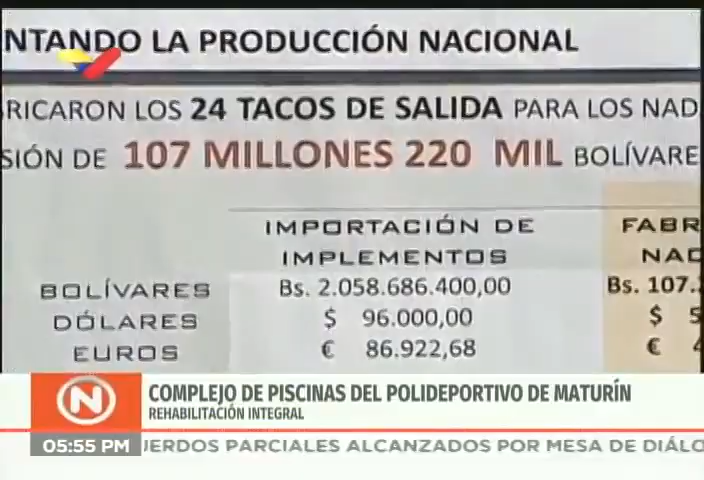 NTANDO LA PRODUCCIÓN NACIONAL
RICARON LOS 24 TACOS DE SALIDA PARA LOS NAD
SIÓN DE 107 MILLONES 220 MIL BOLÍVARE
IMPORTACIÓN DE IMPLEMENTOS
FABR
NAC
BOLÍVARES Bs. 2.058.686.400,00 Bs. 107.
DÓLARES $ 96.000,00 $ 5
EUROS € 86.922,68 €
N
COMPLEJO DE PISCINAS DEL POLIDEPORTIVO DE MATURÍN
REHABILITACIÓN INTEGRAL
05:55 PM UERDOS PARCIALES ALCANZADOS POR MESA DE DIÁLO